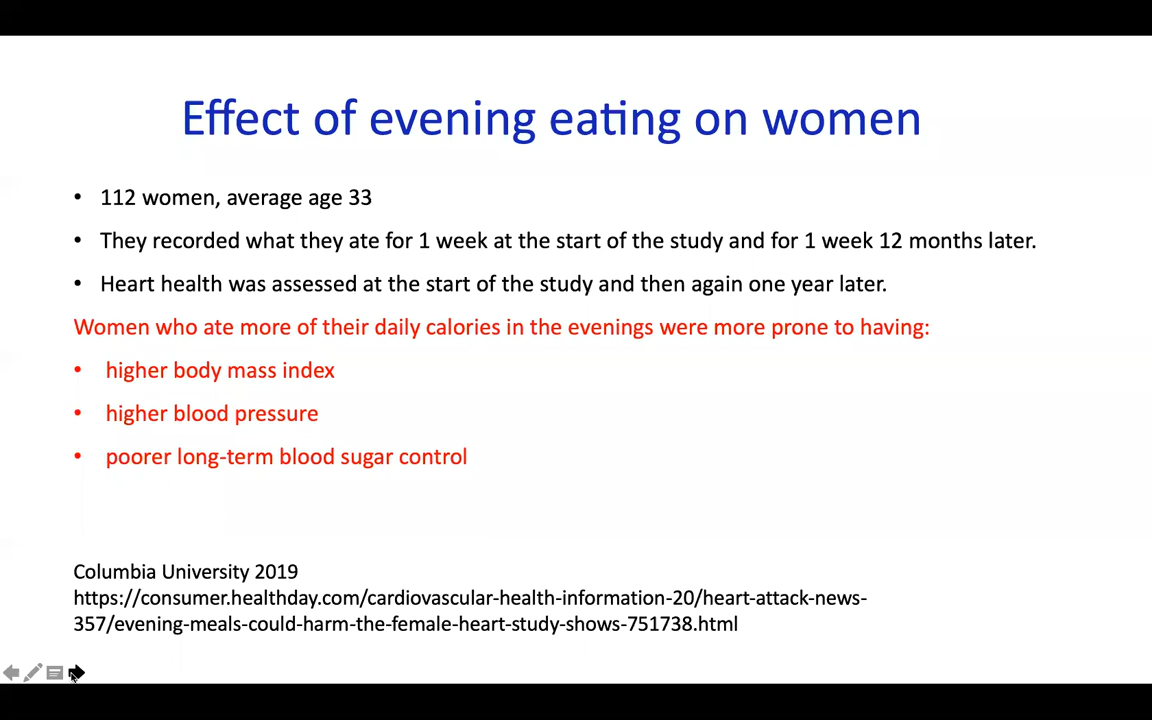 Effect of evening eating on women
• 112 women, average age 33
• They recorded what they ate for 1 week at the start of the study and for 1 week 12 months later.
• Heart health was assessed at the start of the study and then again one year later.
Women who ate more of their daily calories in the evenings were more prone to having:
• higher body mass index
• higher blood pressure
• poorer long-term blood sugar control
Columbia University 2019
https://consumer.healthday.com/cardiovascular-health-information-20/heart-attack-news-
357/evening-meals-could-harm-the-female-heart-study-shows-751738.html